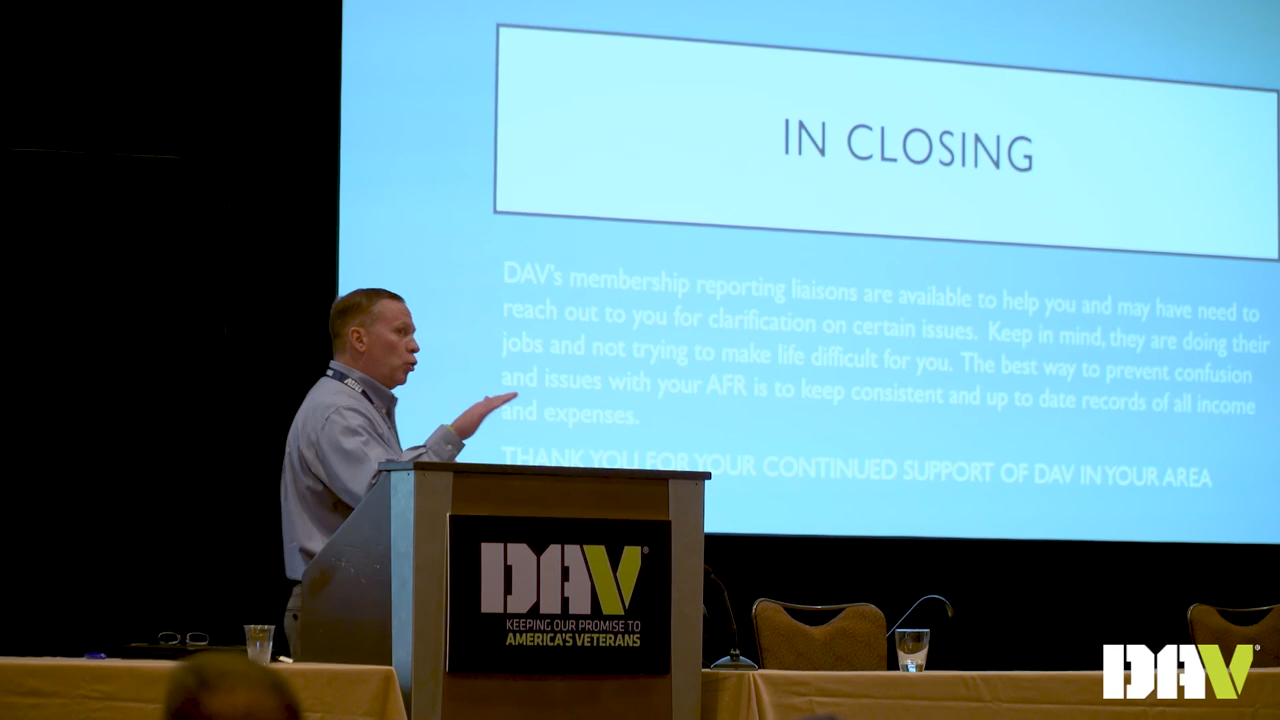 IN CLOSING
DAV's membership reporting liaisons are available to help you and may have need to
reach out to you for clarification on certain issues. Keep in mind, they are doing their
jobs and not trying to make life difficult for you. The best way to prevent confusion
and issues with your AFR is to keep consistent and up to date records of all income
and expenses.
THANK YOU FOR YOUR CONTINUED SUPPORT OF DAV IN YOUR AREA
DAV®
KEEPING OUR PROMISE TO
AMERICA'S VETERANS
DAV®